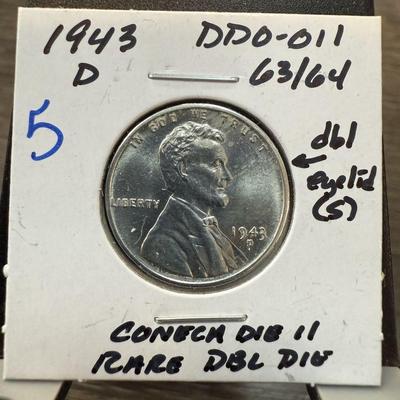 1943 DDO-011
D 63/64
5
dbl
eyelid
(5)
IN GOD WE TRUST
LIBERTY
1943
D
CONECA DIE 11
RARE DBL DIE